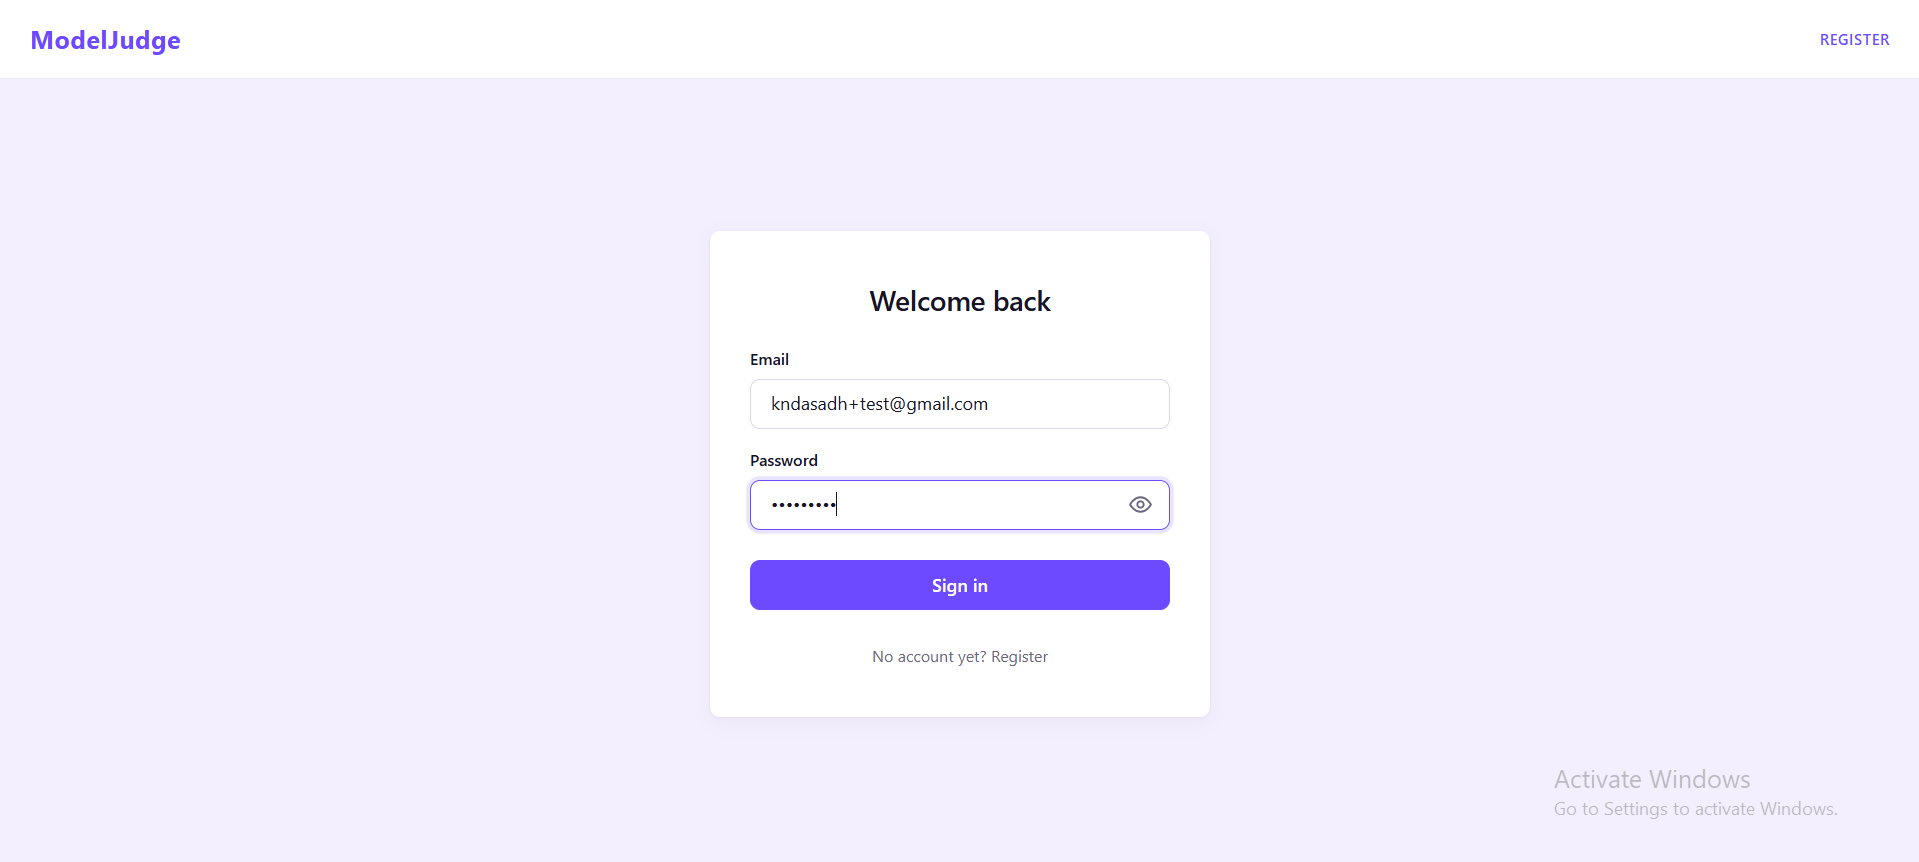 ModelJudge
REGISTER
Welcome back
Email
kndasadh+test@gmail.com
Password
•••••••••
Sign in
No account yet? Register
Activate Windows
Go to Settings to activate Windows.